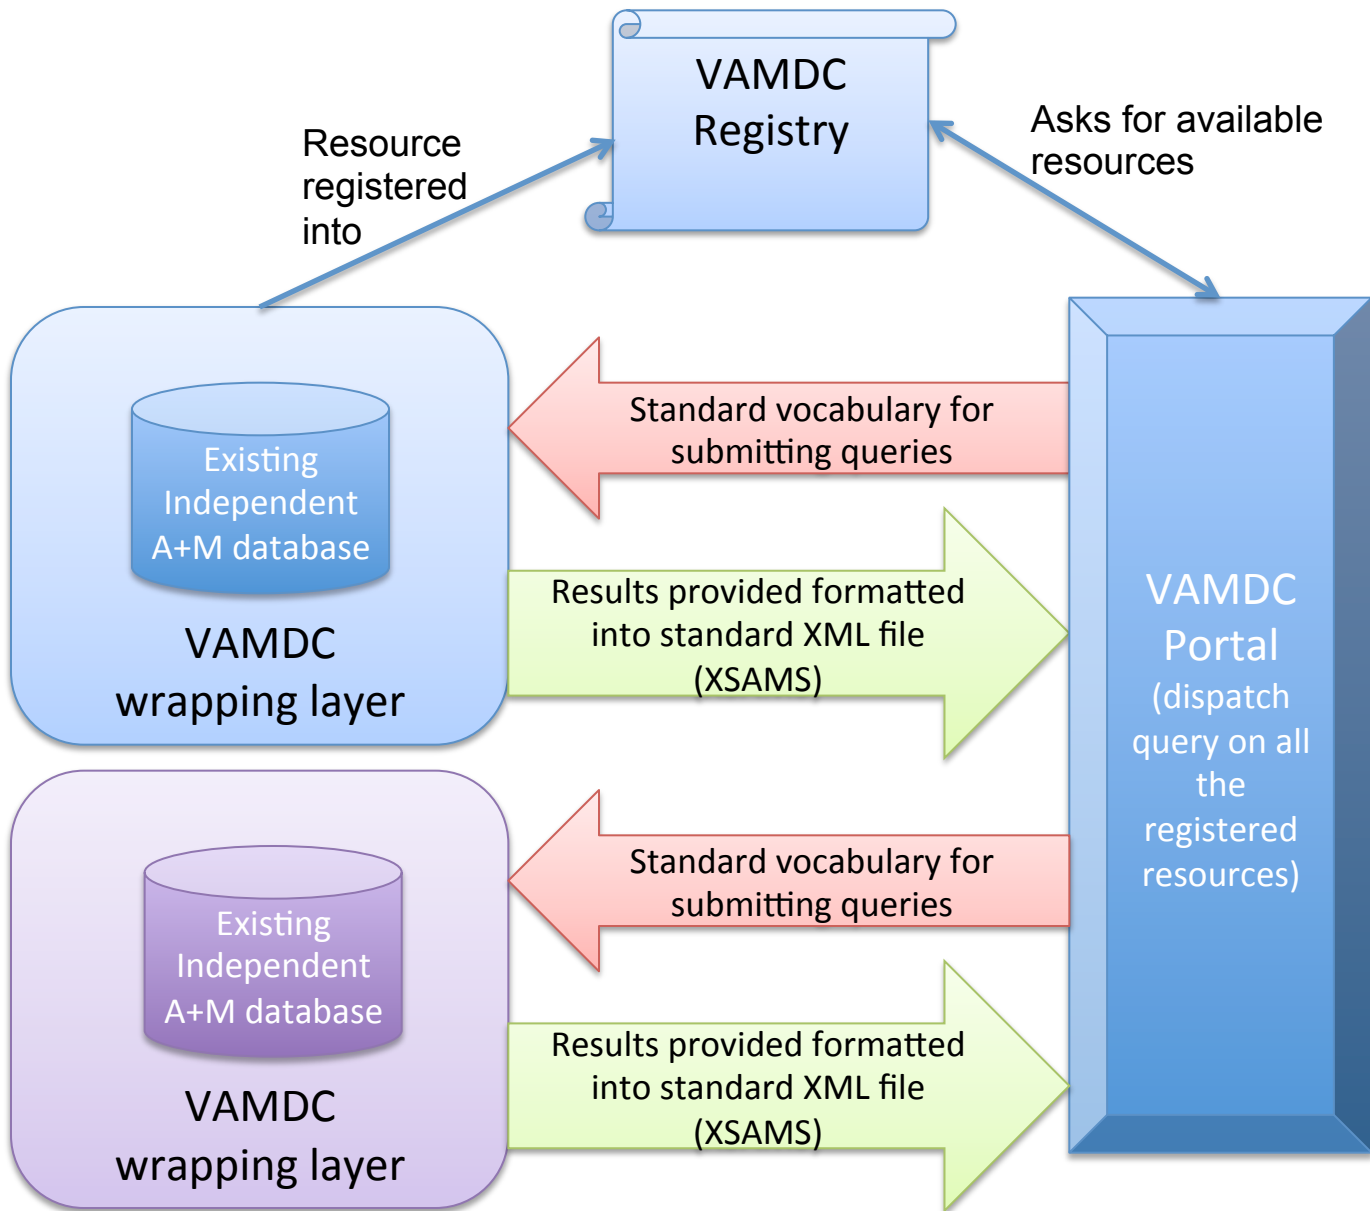 VAMDC
Registry
Resource
registered
into
Asks for available
resources
Existing
Independent
A+M database
VAMDC
wrapping layer
Standard vocabulary for
submitting queries
Results provided formatted
into standard XML file
(XSAMS)
VAMDC
Portal
(dispatch
query on all
the
registered
resources)
Existing
Independent
A+M database
VAMDC
wrapping layer
Standard vocabulary for
submitting queries
Results provided formatted
into standard XML file
(XSAMS)